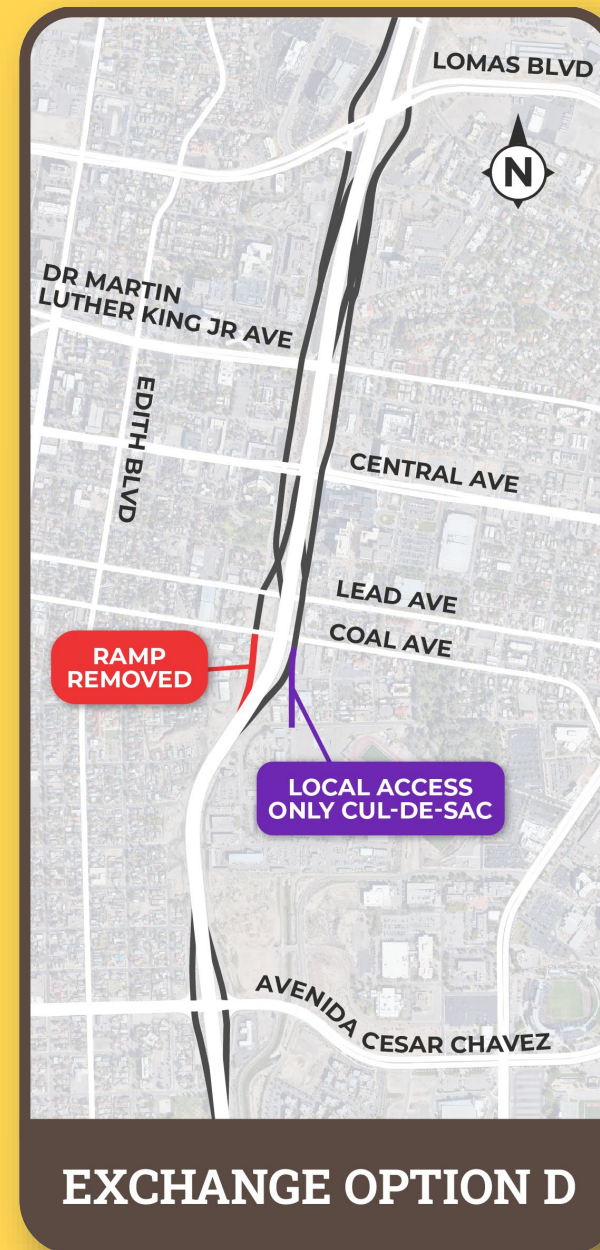 LOMAS BLVD
N
DR MARTIN
LUTHER KING JR AVE
EDITH BLVD
CENTRAL AVE
LEAD AVE
COAL AVE
RAMP
REMOVED
LOCAL ACCESS
ONLY CUL-DE-SAC
AVENIDA CESAR CHAVEZ
EXCHANGE OPTION D